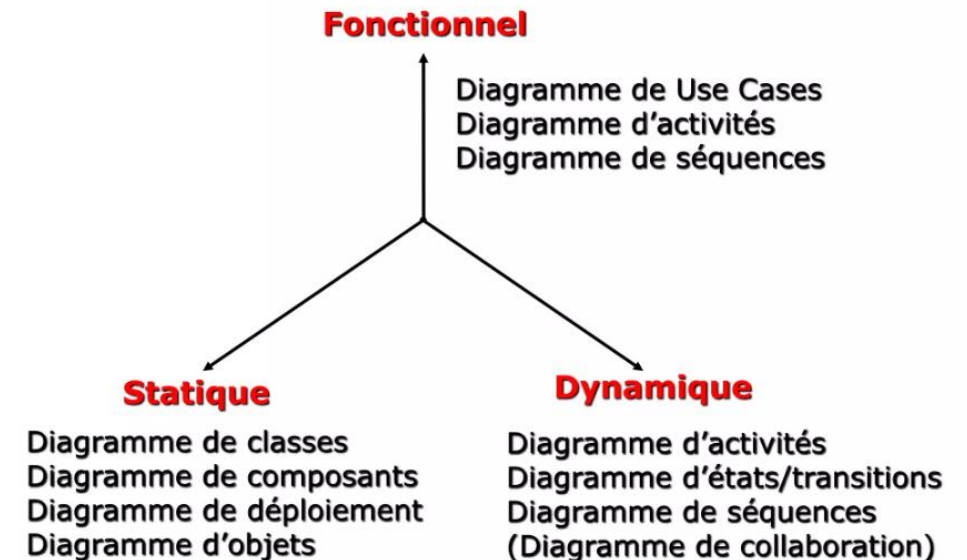 Fonctionnel
Diagramme de Use Cases
Diagramme d’activités
Diagramme de séquences
Statique
Diagramme de classes
Diagramme de composants
Diagramme de déploiement
Diagramme d’objets
Dynamique
Diagramme d’activités
Diagramme d’états/transitions
Diagramme de séquences
(Diagramme de collaboration)